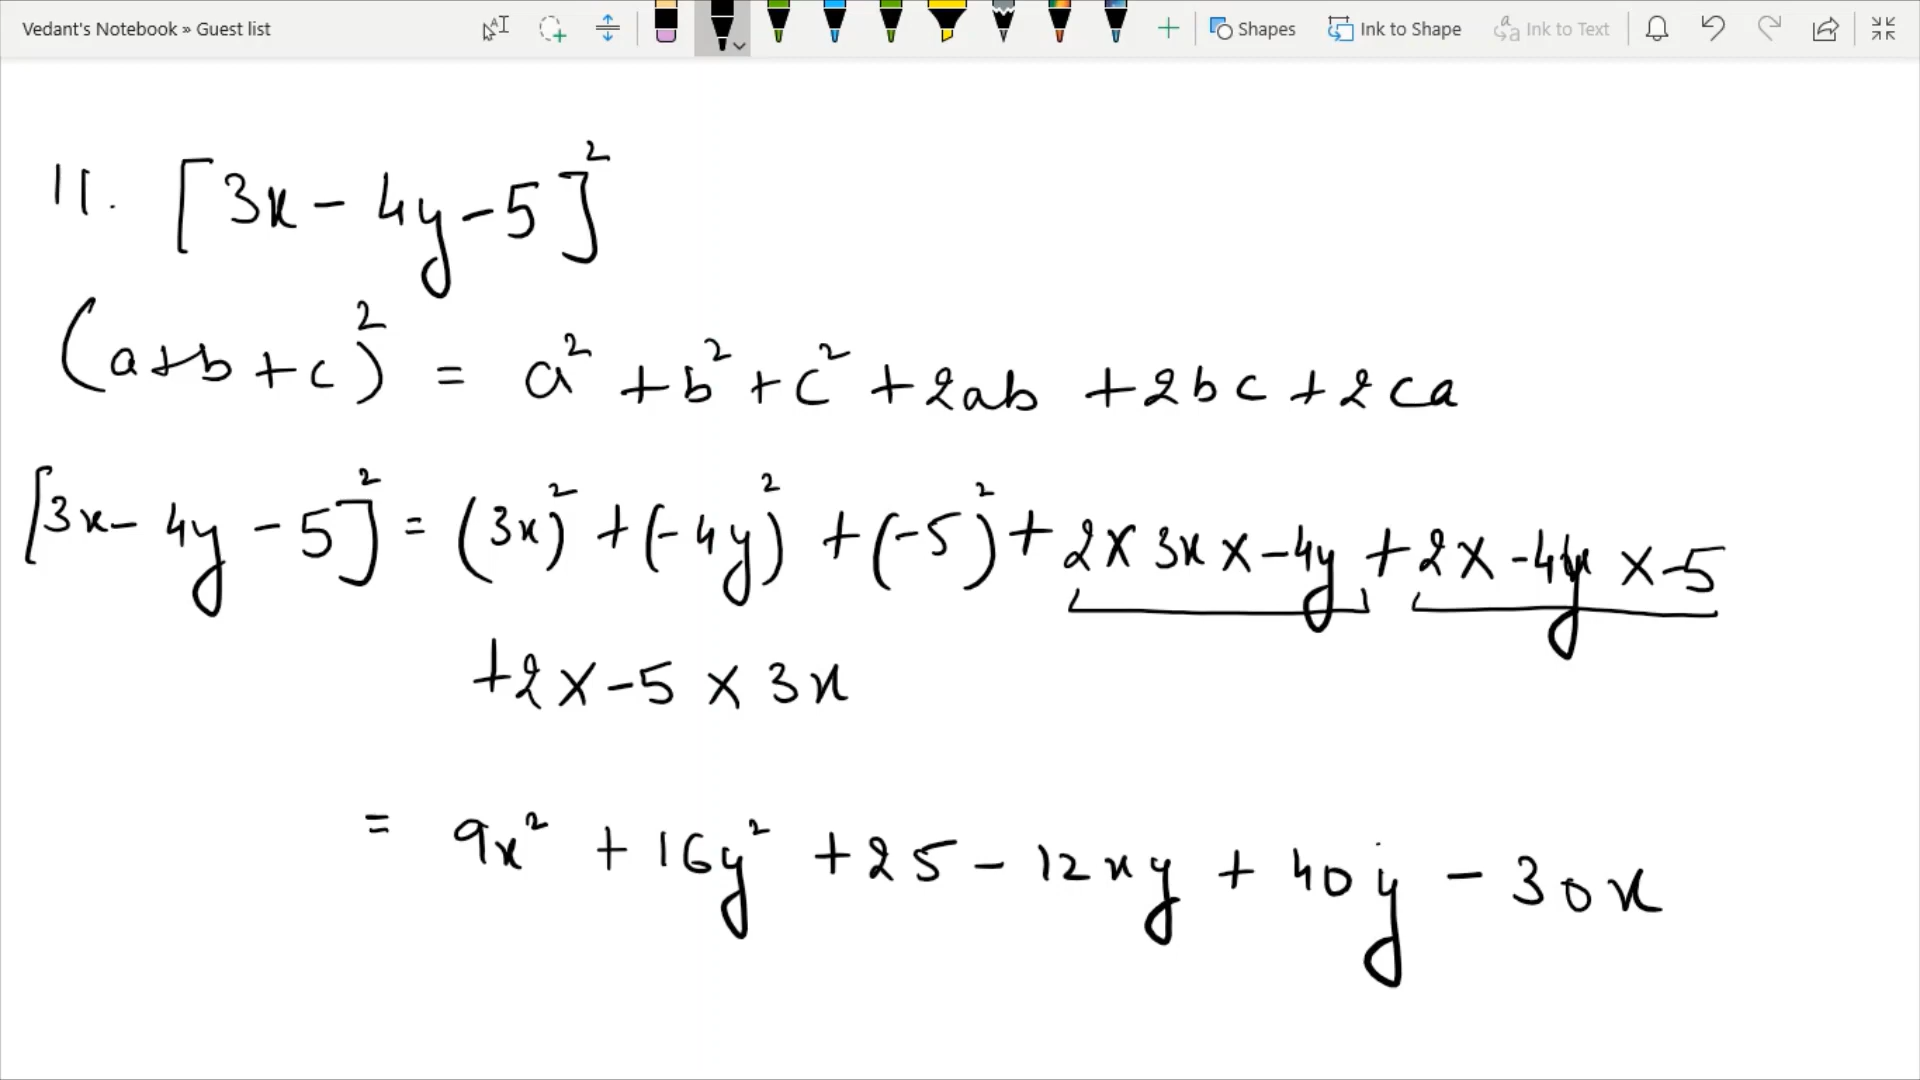 Vedant's Notebook » Guest list
Shapes Ink to Shape Ink to Text
11. [3x - 4y - 5]²
(a+b+c)² = a² + b² + c² + 2ab + 2bc + 2ca
[3x - 4y - 5]² = (3x)² + (-4y)² + (-5)² + 2 × 3x × -4y + 2 × -4y × -5
+2 × -5 × 3x
= 9x² + 16y² + 25 - 12xy + 40y - 30x